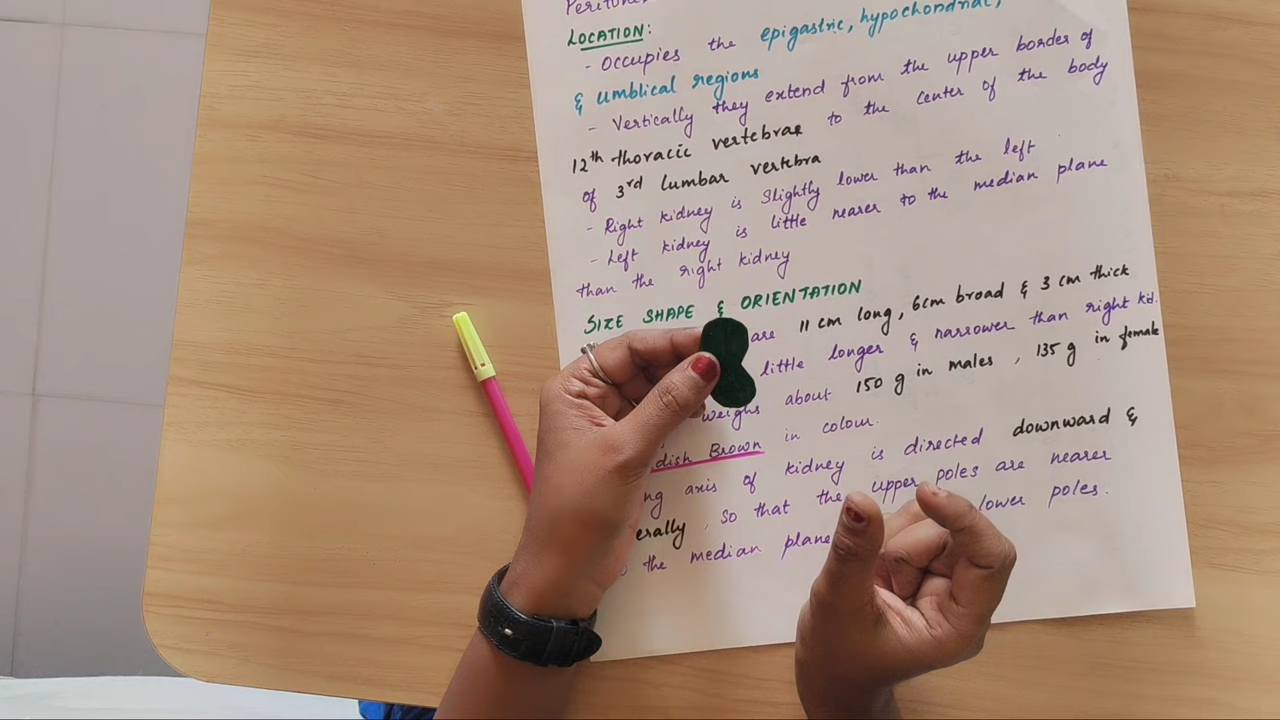 LOCATION:
- Occupies the epigastric, hypochondriac,
& umblical regions
- Vertically they extend from the upper border of
12th thoracic vertebrae to the center of the body
of 3rd lumbar vertebra
- Right kidney is slightly lower than the left
- Left kidney is little nearer to the median plane
than the right kidney
SIZE SHAPE & ORIENTATION
are 11 cm long, 6cm broad & 3 cm thick
little longer & narrower than right kid.
weighs about 150 g in males, 135 g in female
dish Brown in colour.
ng axis of kidney is directed downward &
erally, so that the upper poles are nearer
the median plane lower poles.